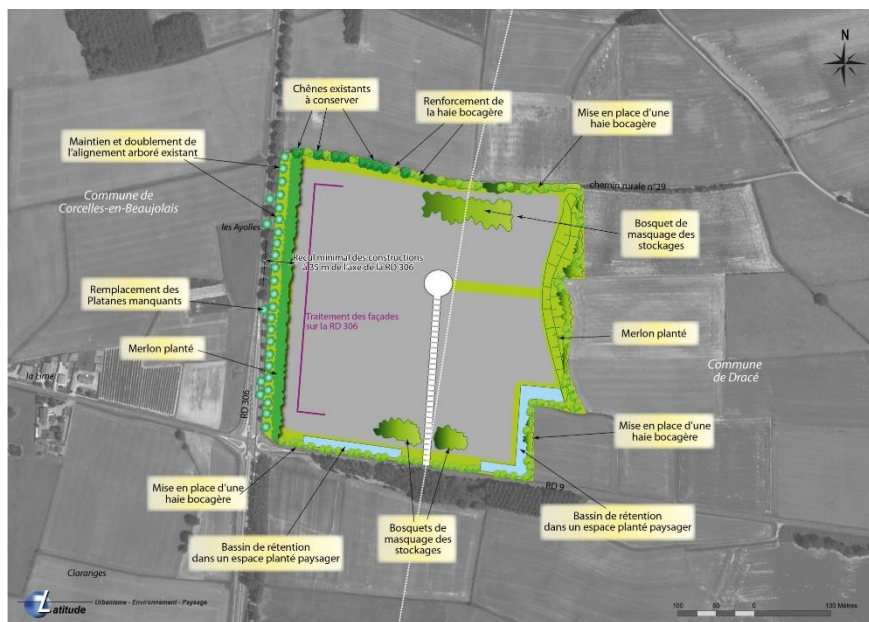 N
Chênes existants
à conserver
Renforcement de
la haie bocagère
Mise en place d'une
haie bocagère
Maintien et doublement de
l'alignement arboré existant
chemin rurale n°29
Commune de
Corcelles-en-Beaujolais
les Ayolles
Bosquet de
masquage des
stockages
Recul minimal des constructions
à 35 m de l'axe de la RD 306
Remplacement des
Platanes manquants
Traitement des façades
sur la RD 306
Merlon planté
Merlon planté
Commune
de Dracé
la Lime
RD 306
Mise en place d'une
haie bocagère
RD 9
Mise en place d'une
haie bocagère
Bassin de rétention
dans un espace planté paysager
Bosquets de
masquage des
stockages
Bassin de rétention
dans un espace planté paysager
Claranges
Latitude
Urbanisme - Environnement - Paysage
100 50 0 100 Mètres